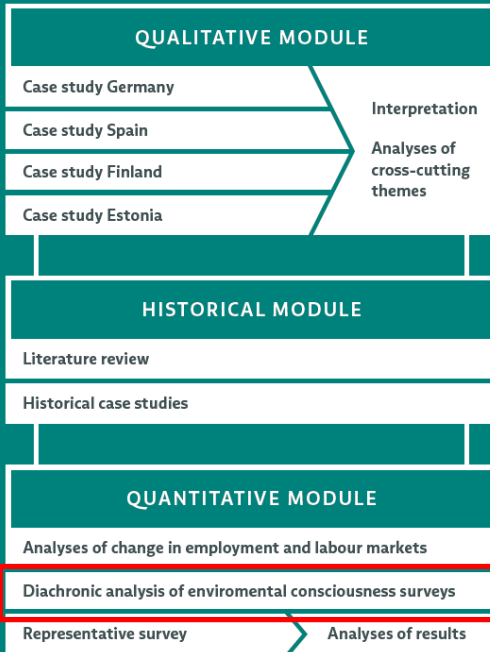 QUALITATIVE MODULE
Case study Germany
Case study Spain
Case study Finland
Case study Estonia
Interpretation
Analyses of
cross-cutting
themes
HISTORICAL MODULE
Literature review
Historical case studies
QUANTITATIVE MODULE
Analyses of change in employment and labour markets
Diachronic analysis of enviromental consciousness surveys
Representative survey
Analyses of results